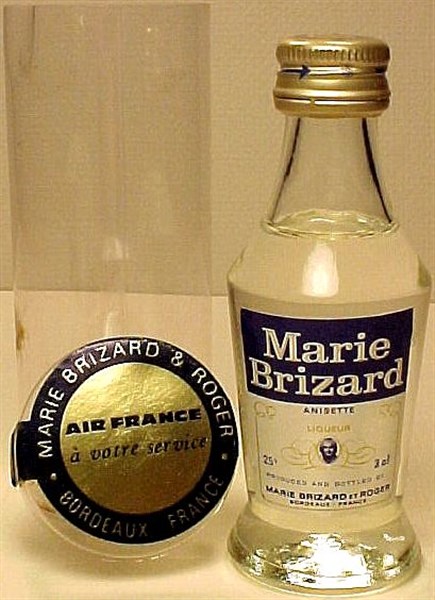 MARIE BRIZARD & ROGER
AIR FRANCE
à votre service
BORDEAUX FRANCE
Marie
Brizard
ANISETTE
LIQUEUR
25° 3 cl
PRODUCED AND BOTTLED BY
MARIE BRIZARD ET ROGER
BORDEAUX - FRANCE